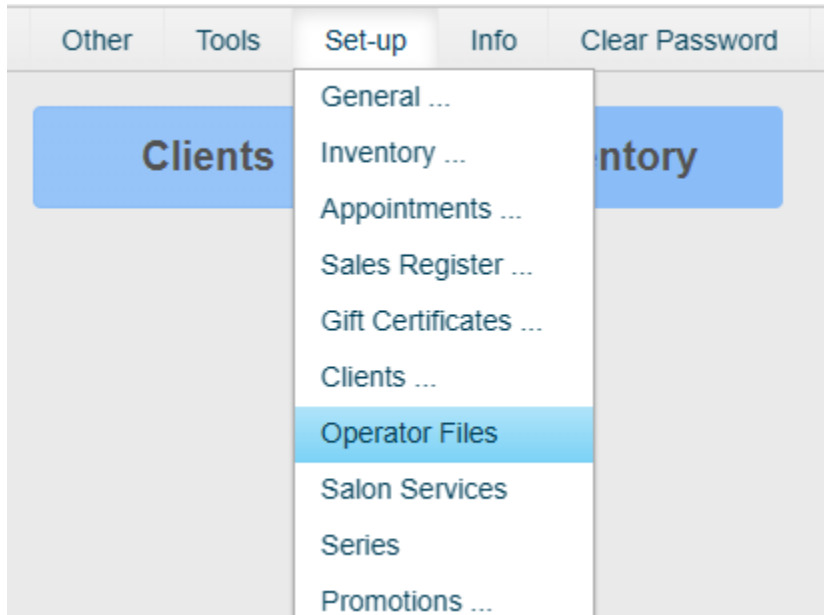 Other Tools Set-up Info Clear Password
General ...
Clients Inventory ... ntory
Appointments ...
Sales Register ...
Gift Certificates ...
Clients ...
Operator Files
Salon Services
Series
Promotions ...